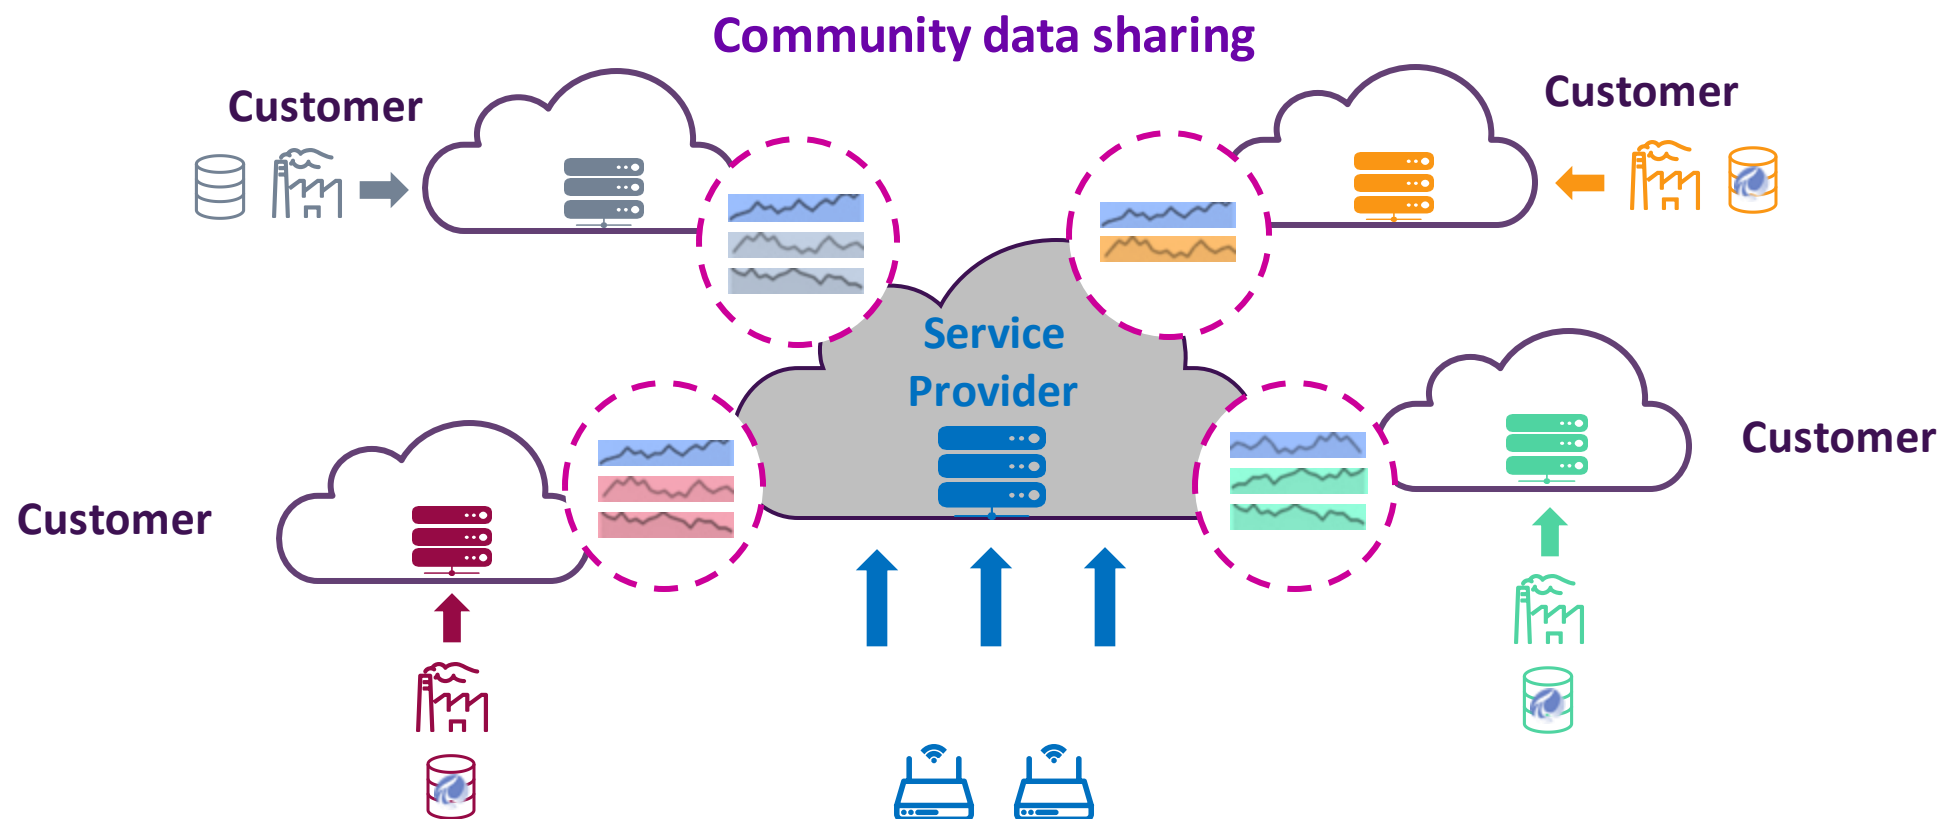 Community data sharing
Customer
Customer
Service
Provider
Customer
Customer